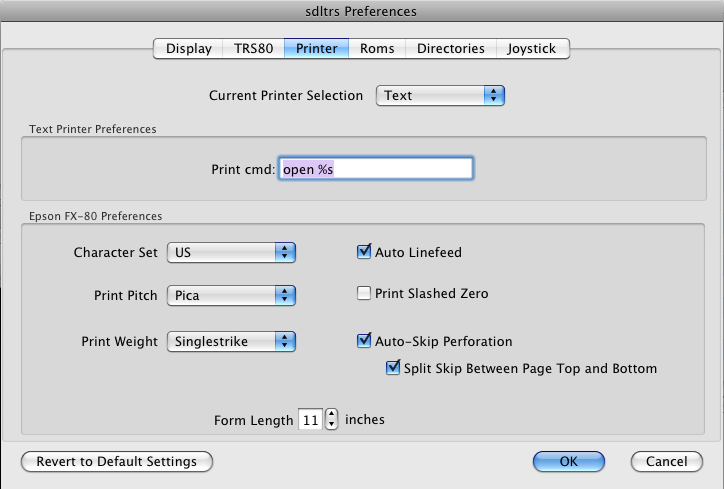 sdltrs Preferences
Display TRS80 Printer Roms Directories Joystick
Current Printer Selection Text
Text Printer Preferences
Print cmd: open %s
Epson FX-80 Preferences
Character Set US Auto Linefeed
Print Pitch Pica Print Slashed Zero
Print Weight Singlestrike Auto-Skip Perforation
Split Skip Between Page Top and Bottom
Form Length 11 inches
Revert to Default Settings OK Cancel